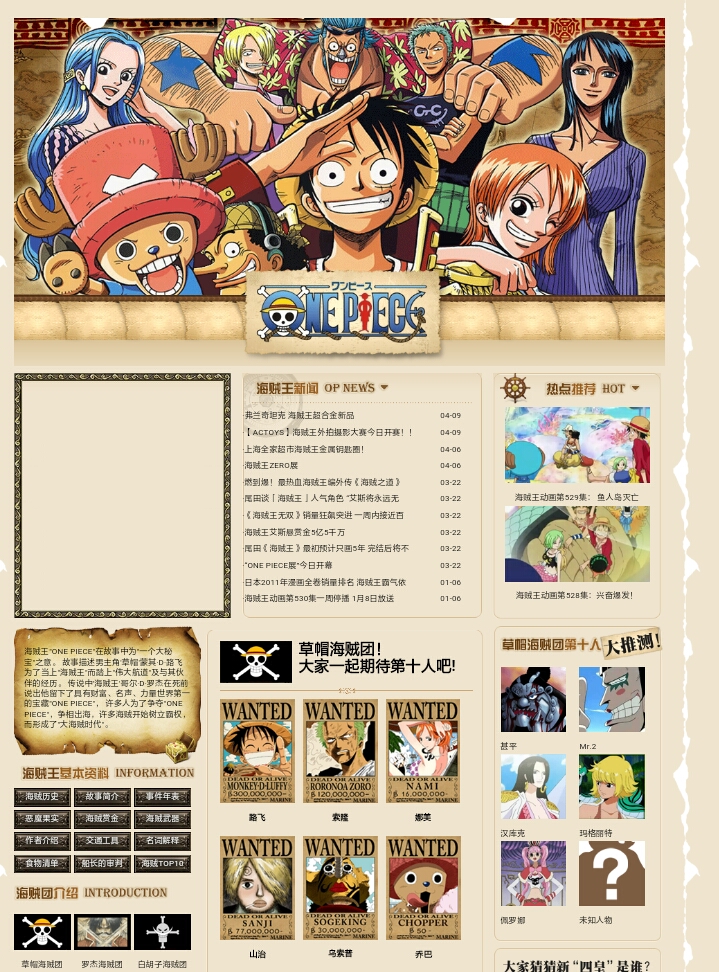 ワンピース
ONE PIECE
海贼王新闻 OP NEWS
弗兰奇坦克 海贼王超合金新品 04-09
【ACTOYS】海贼王外拍摄影大赛今日开赛！！ 04-09
上海全家超市海贼王金属钥匙圈！ 04-06
海贼王ZERO展 04-06
燃到爆！最热血海贼王编外传《海贼之道》 03-22
尾田谈「海贼王」人气角色 "艾斯将永远无 03-22
《海贼王无双》销量狂飙突进 一周内接近百 03-22
海贼王艾斯悬赏金5亿5千万 03-22
尾田《海贼王》最初预计只画5年 完结后将不 03-22
"ONE PIECE展"今日开幕 03-22
日本2011年漫画全卷销量排名 海贼王霸气依 01-06
海贼王动画第530集一周停播 1月8日放送 01-06
热点推荐 HOT
海贼王动画第529集： 鱼人岛灭亡
海贼王动画第528集：兴奋爆发！
海贼王"ONE PIECE"在故事中为"一个大秘
宝"之意。故事描述男主角'草帽'蒙其·D·路飞
为了当上"海贼王"而踏上"伟大航道"及与其伙
伴的经历， 传说中'海贼王'哥尔·D·罗杰在死前
说出他留下了具有财富、名声、力量世界第一
的宝藏"ONE PIECE"， 许多人为了争夺"ONE
PIECE"，争相出海，许多海贼开始树立霸权，
而形成了"大海贼时代"。
海贼王基本资料 INFORMATION
海贼历史 故事简介 事件年表
恶魔果实 海贼赏金 海贼武器
作者介绍 交通工具 名词解释
食物清单 船长的审判 海贼TOP10
海贼团介绍 INTRODUCTION
草帽海贼团 罗杰海贼团 白胡子海贼团
草帽海贼团！
大家一起期待第十人吧!
WANTED WANTED WANTED
DEAD OR ALIVE DEAD OR ALIVE DEAD OR ALIVE
MONKEY·D·LUFFY RORONOA ZORO NAMI
300,000,000- 120,000,000- 16,000,000-
MARINE MARINE MARINE
路飞 索隆 娜美
WANTED WANTED WANTED
DEAD OR ALIVE DEAD OR ALIVE DEAD OR ALIVE
SANJI SOGEKING CHOPPER
77,000,000- 30,000,000- 50-
MARINE MARINE MARINE
山治 乌索普 乔巴
草帽海贼团第十人 大推测!
甚平 Mr.2
汉库克 玛格丽特
佩罗娜 未知人物
大家猜猜新“四皇”是谁？